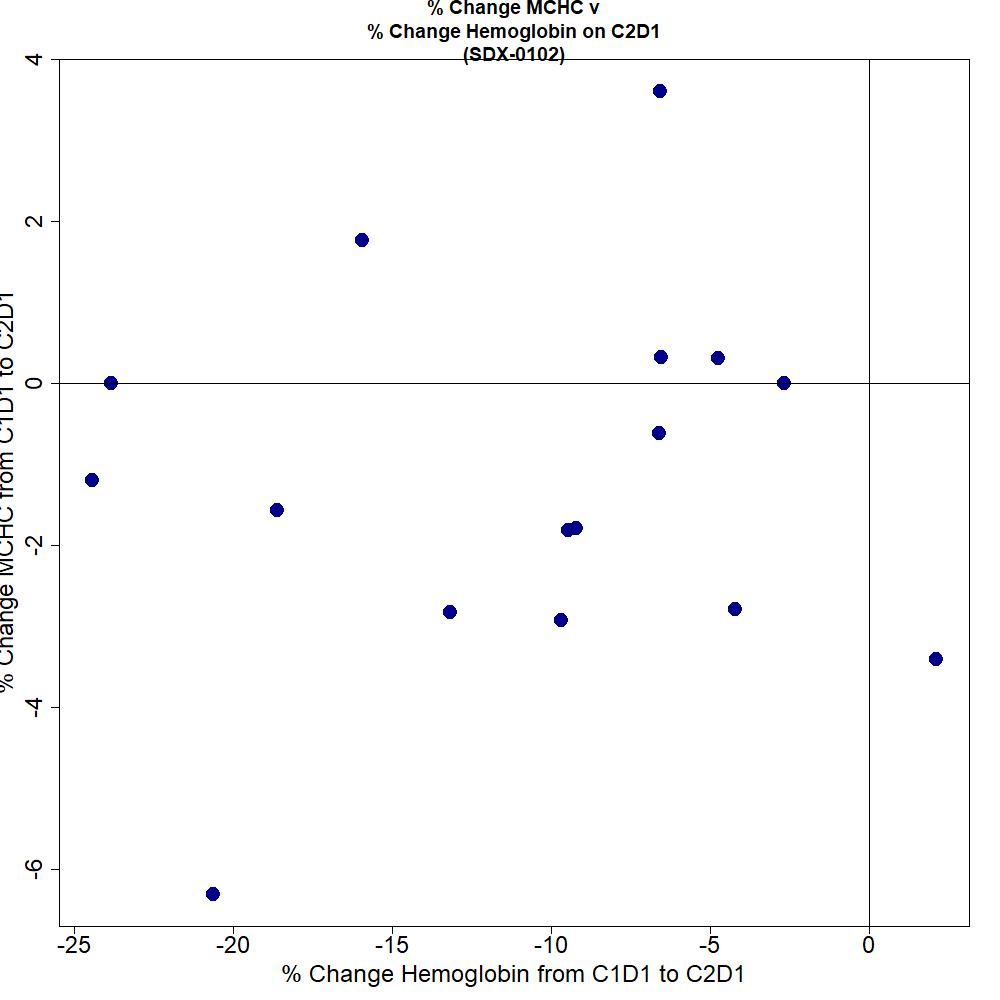 % Change MCHC v
% Change Hemoglobin on C2D1
(SDX-0102)
4
2
0
-2
-4
-6
% Change MCHC from C1D1 to C2D1
-25 -20 -15 -10 -5 0
% Change Hemoglobin from C1D1 to C2D1